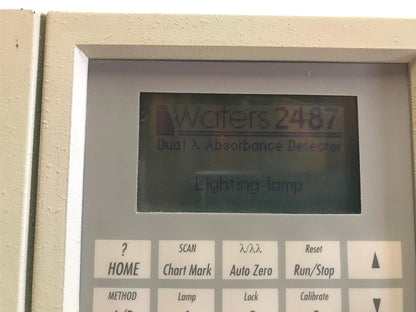 Waters 2487
Dual λ Absorbance Detector
Lighting lamp
? SCAN λ/λλ Reset
HOME Chart Mark Auto Zero Run/Stop ▲
METHOD Lamp Lock Calibrate